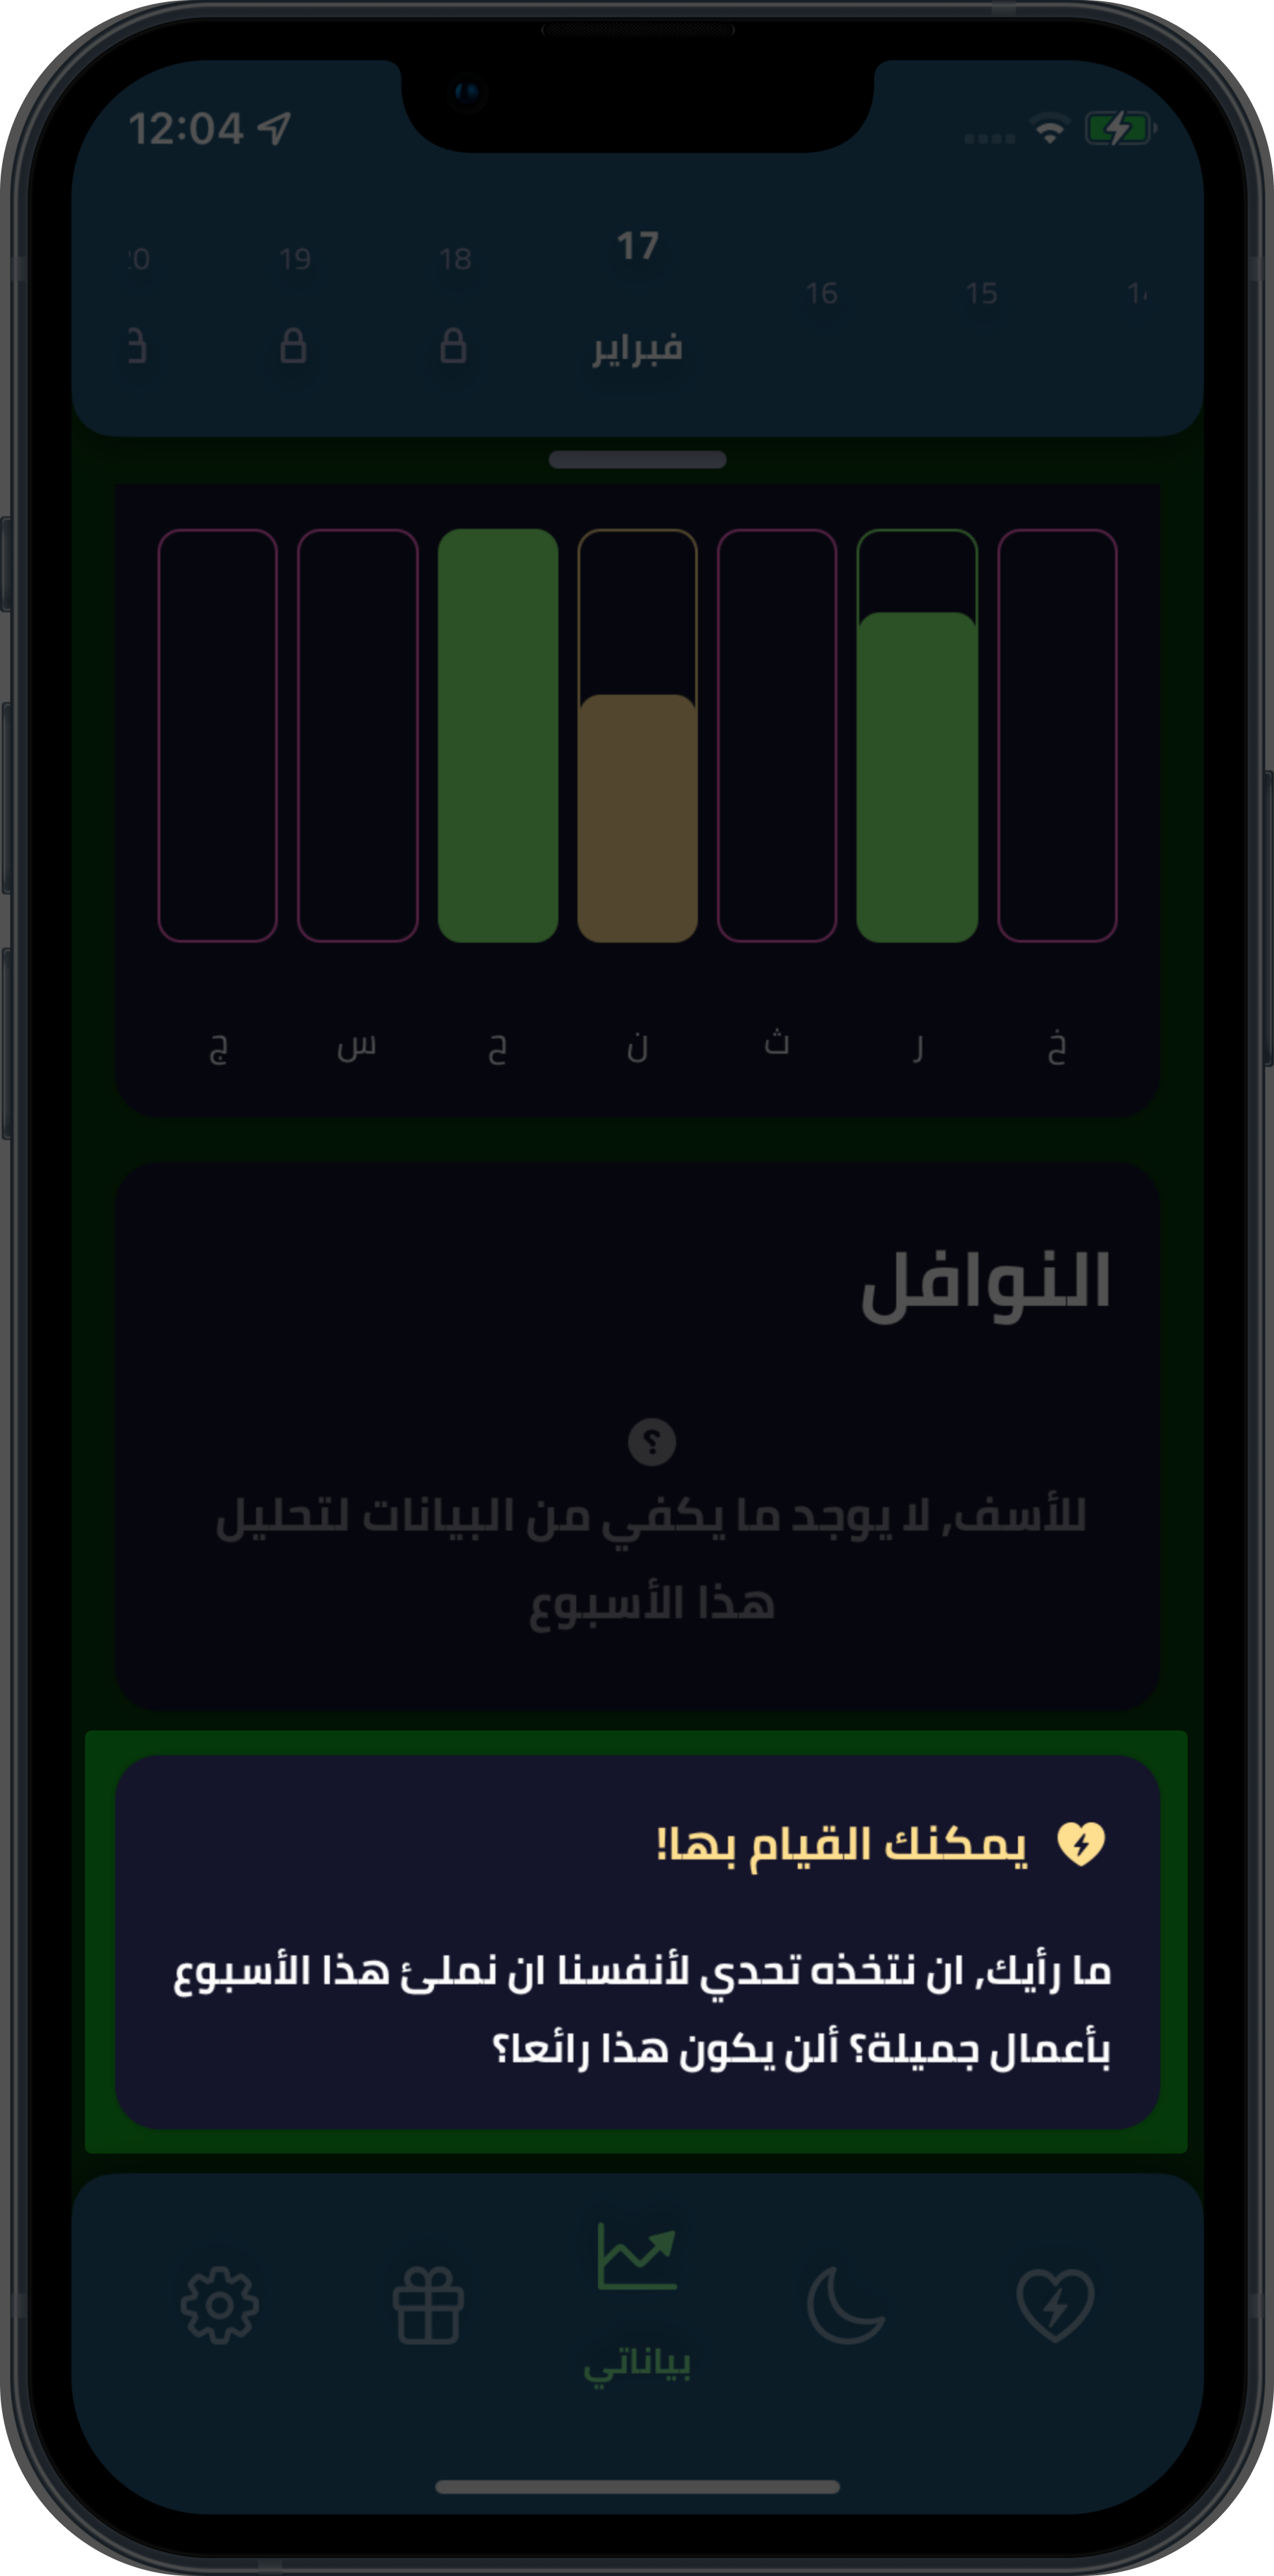 12:04
14 15 16 17 18 19 20
فبراير
خ ر ث ن ح س ج
النوافل
؟
للأسف, لا يوجد ما يكفي من البيانات لتحليل
هذا الأسبوع
يمكنك القيام بها!
ما رأيك, ان نتخذه تحدي لأنفسنا ان نملئ هذا الأسبوع
بأعمال جميلة؟ ألن يكون هذا رائعا؟
بياناتي